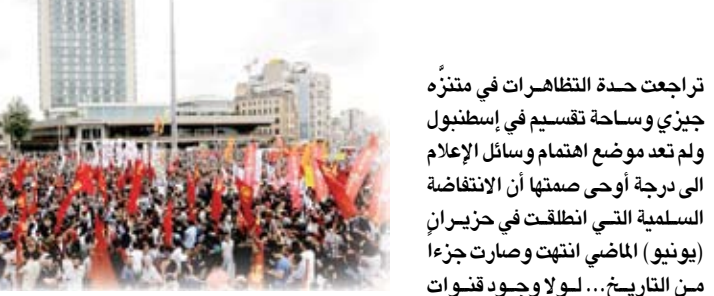 تراجعت حدة التظاهرات في متنزَّه
جيزي وساحة تقسيم في إسطنبول
ولم تعد موضع اهتمام وسائل الإعلام
الى درجة أوحى صمتها أن الانتفاضة
السلمية التي انطلقت في حزيرانٍ
(يونيو) الماضي انتهت وصارت جزءا
من التاريخ... لولا وجود قنوات